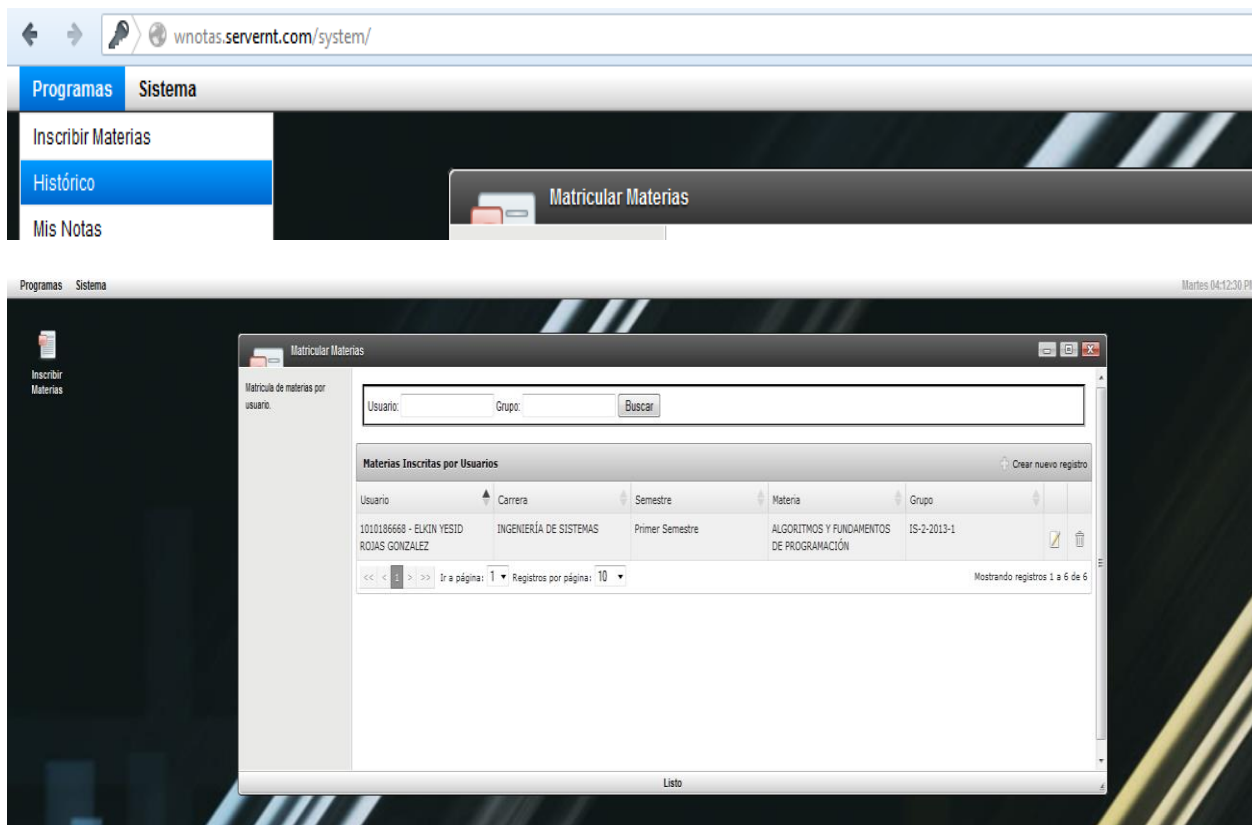 wnotas.servernt.com/system/
Programas Sistema
Inscribir Materias
Histórico
Mis Notas
Matricular Materias
Programas Sistema
Martes 04:12:30 PM
Inscribir
Materias
Matricular Materias
Matricula de materias por
usuario.
Usuario: Grupo: Buscar
Materias Inscritas por Usuarios
Crear nuevo registro
Usuario Carrera Semestre Materia Grupo
1010186668 - ELKIN YESID
ROJAS GONZALEZ
INGENIERÍA DE SISTEMAS
Primer Semestre
ALGORITMOS Y FUNDAMENTOS
DE PROGRAMACIÓN
IS-2-2013-1
<< < 1 > >> Ir a página: 1 Registros por página: 10
Mostrando registros 1 a 6 de 6
Listo